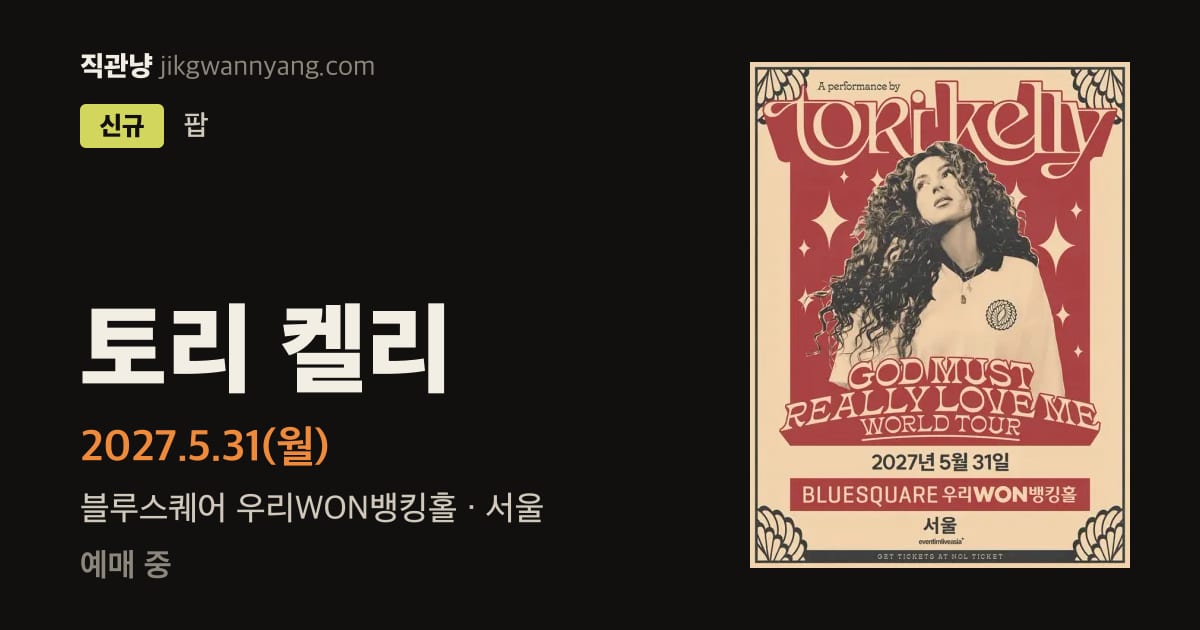 직관냥 jikgwannyang.com
신규 팝
토리 켈리
2027.5.31(월)
블루스퀘어 우리WON뱅킹홀 · 서울
예매 중
A performance by
tori kelly
GOD MUST
REALLY LOVE ME
WORLD TOUR
2027년 5월 31일
BLUESQUARE 우리WON뱅킹홀
서울
eventimliveasia
GET TICKETS AT NOL TICKET